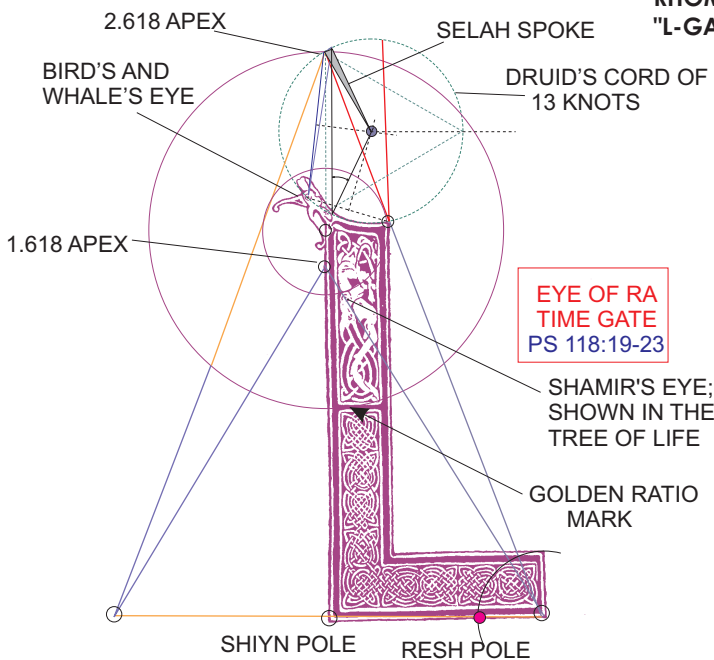 RHOM
"L-GA
2.618 APEX
SELAH SPOKE
BIRD'S AND
WHALE'S EYE
DRUID'S CORD OF
13 KNOTS
1.618 APEX
EYE OF RA
TIME GATE
PS 118:19-23
SHAMIR'S EYE;
SHOWN IN THE
TREE OF LIFE
GOLDEN RATIO
MARK
SHIYN POLE
RESH POLE